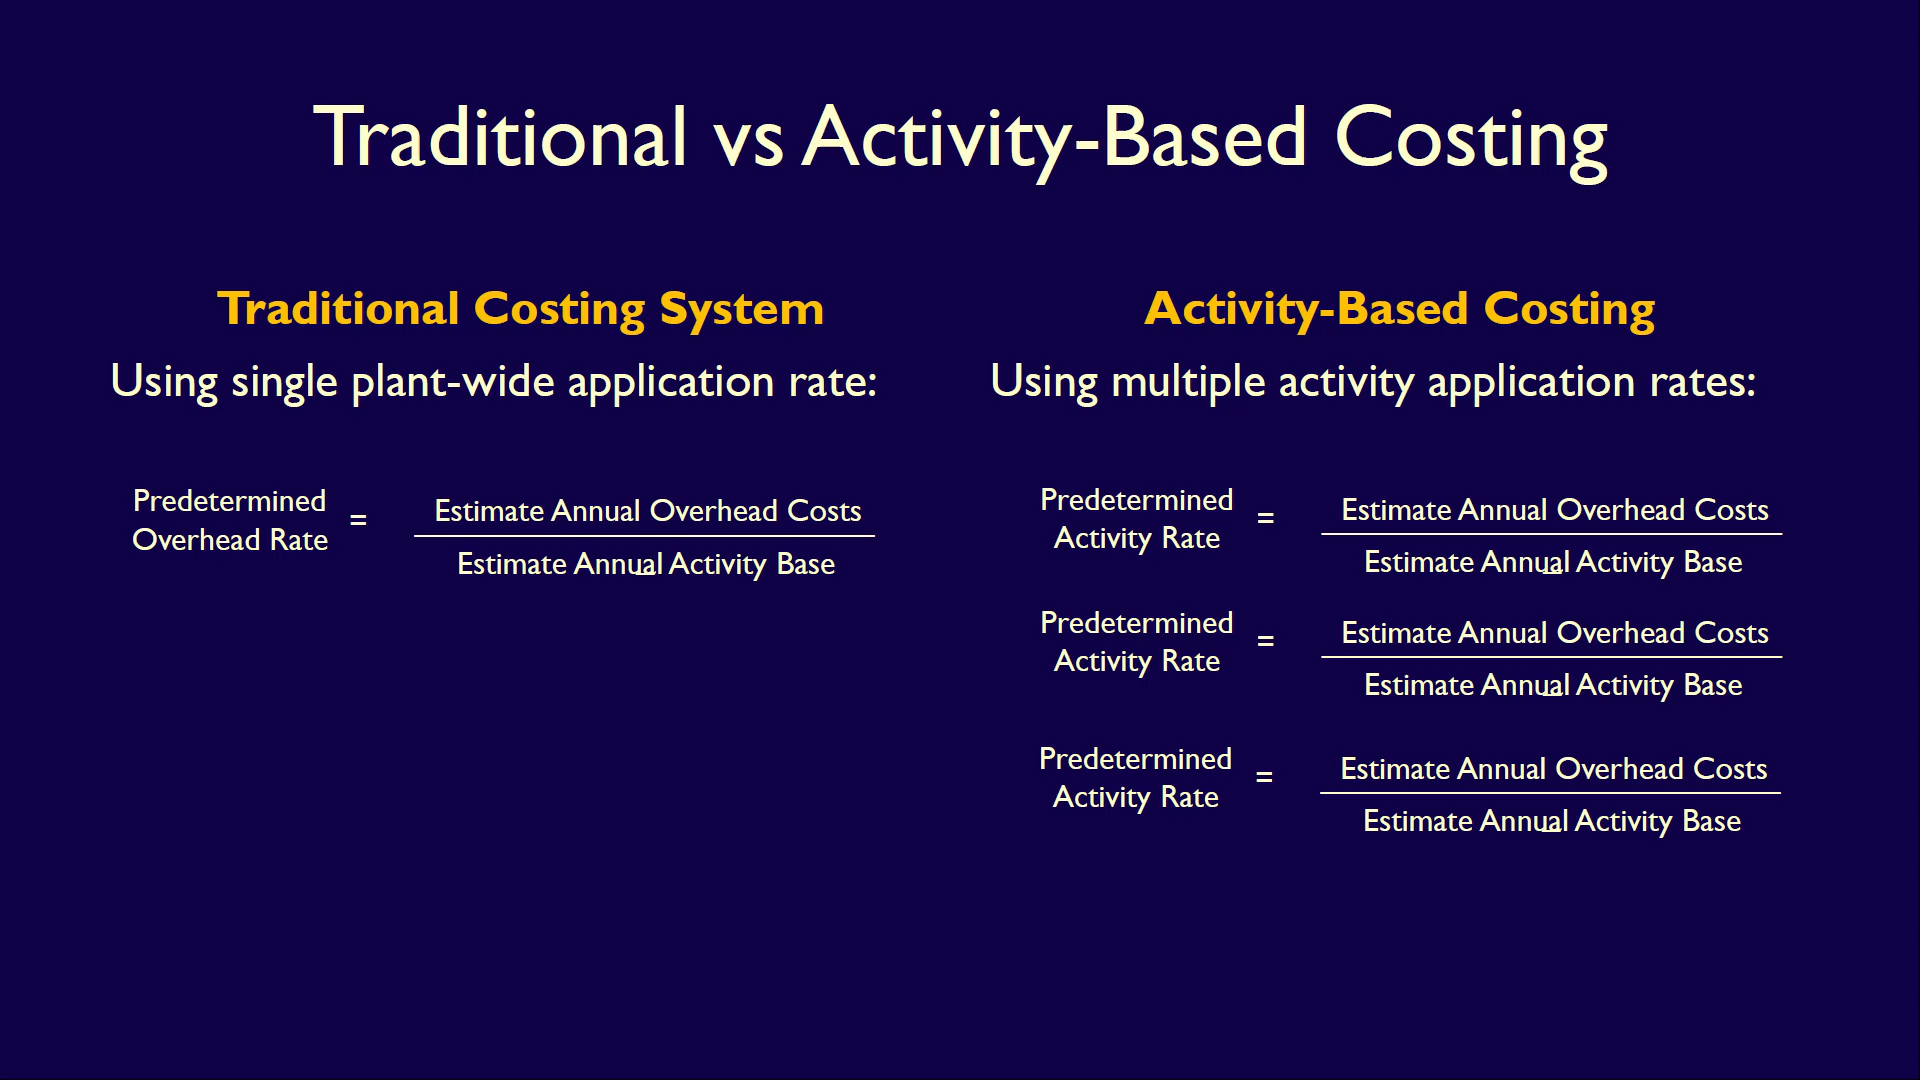 Traditional vs Activity-Based Costing
Traditional Costing System
Using single plant-wide application rate:
Predetermined
Overhead Rate
=
Estimate Annual Overhead Costs
Estimate Annual Activity Base
Activity-Based Costing
Using multiple activity application rates:
Predetermined
Activity Rate
=
Estimate Annual Overhead Costs
Estimate Annual Activity Base
Predetermined
Activity Rate
=
Estimate Annual Overhead Costs
Estimate Annual Activity Base
Predetermined
Activity Rate
=
Estimate Annual Overhead Costs
Estimate Annual Activity Base